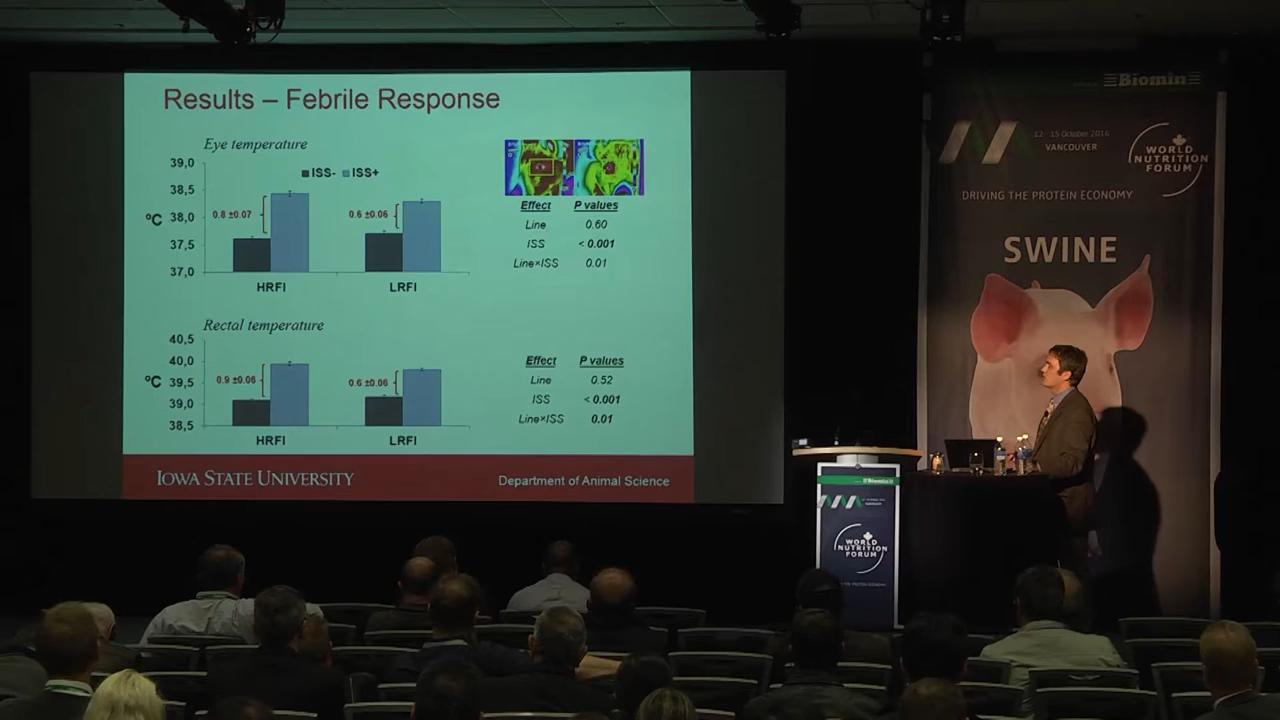 Results – Febrile Response
Eye temperature
39,0
38,5
38,0
37,5
37,0
ºC
ISS- ISS+
0.8 ±0.07
0.6 ±0.06
HRFI LRFI
Effect P values
Line 0.60
ISS < 0.001
Line×ISS 0.01
Rectal temperature
40,5
40,0
39,5
39,0
38,5
ºC
0.9 ±0.06
0.6 ±0.06
HRFI LRFI
Effect P values
Line 0.52
ISS < 0.001
Line×ISS 0.01
IOWA STATE UNIVERSITY
Department of Animal Science
Biomin
12 - 15 October 2016
VANCOUVER
WORLD
NUTRITION
FORUM
DRIVING THE PROTEIN ECONOMY
SWINE
Biomin
WORLD
NUTRITION
FORUM